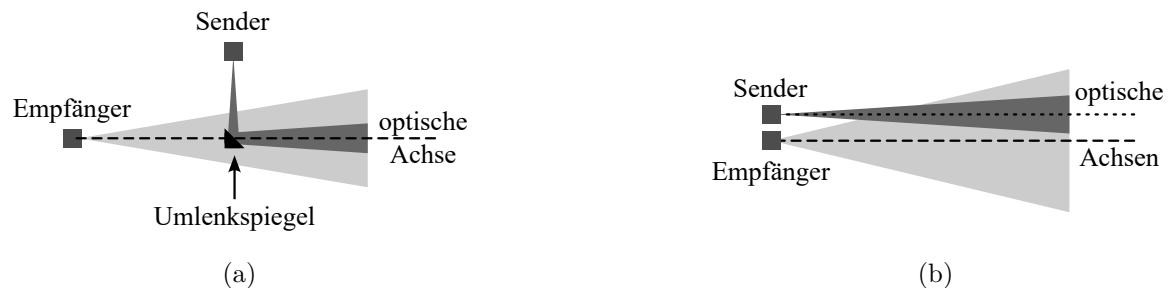 Sender
Empfänger
optische
Achse
Umlenkspiegel
(a)
Sender
optische
Achsen
Empfänger
(b)